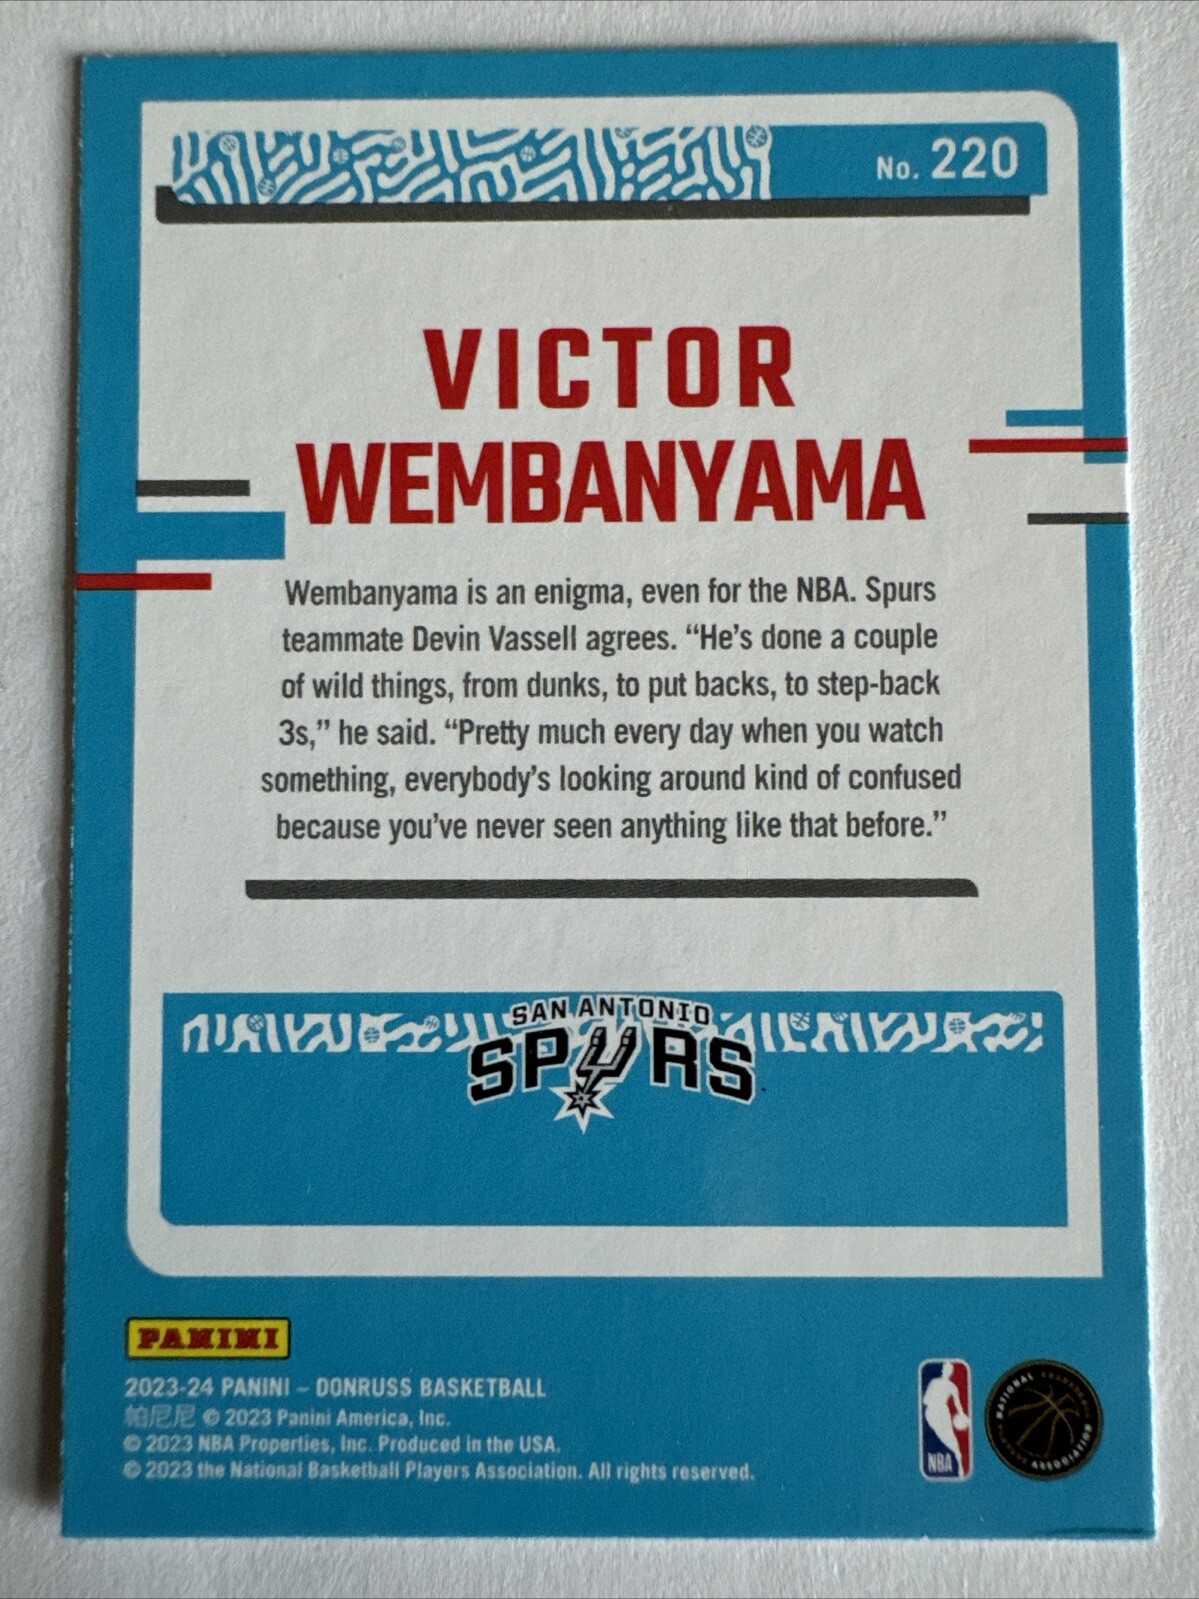 No. 220
VICTOR
WEMBANYAMA
Wembanyama is an enigma, even for the NBA. Spurs
teammate Devin Vassell agrees. “He’s done a couple
of wild things, from dunks, to put backs, to step-back
3s,” he said. “Pretty much every day when you watch
something, everybody’s looking around kind of confused
because you’ve never seen anything like that before.”
SAN ANTONIO
SPURS
PANINI
2023-24 PANINI – DONRUSS BASKETBALL
帕尼尼 © 2023 Panini America, Inc.
© 2023 NBA Properties, Inc. Produced in the USA.
© 2023 the National Basketball Players Association. All rights reserved.
NBA
NATIONAL BASKETBALL PLAYERS ASSOCIATION